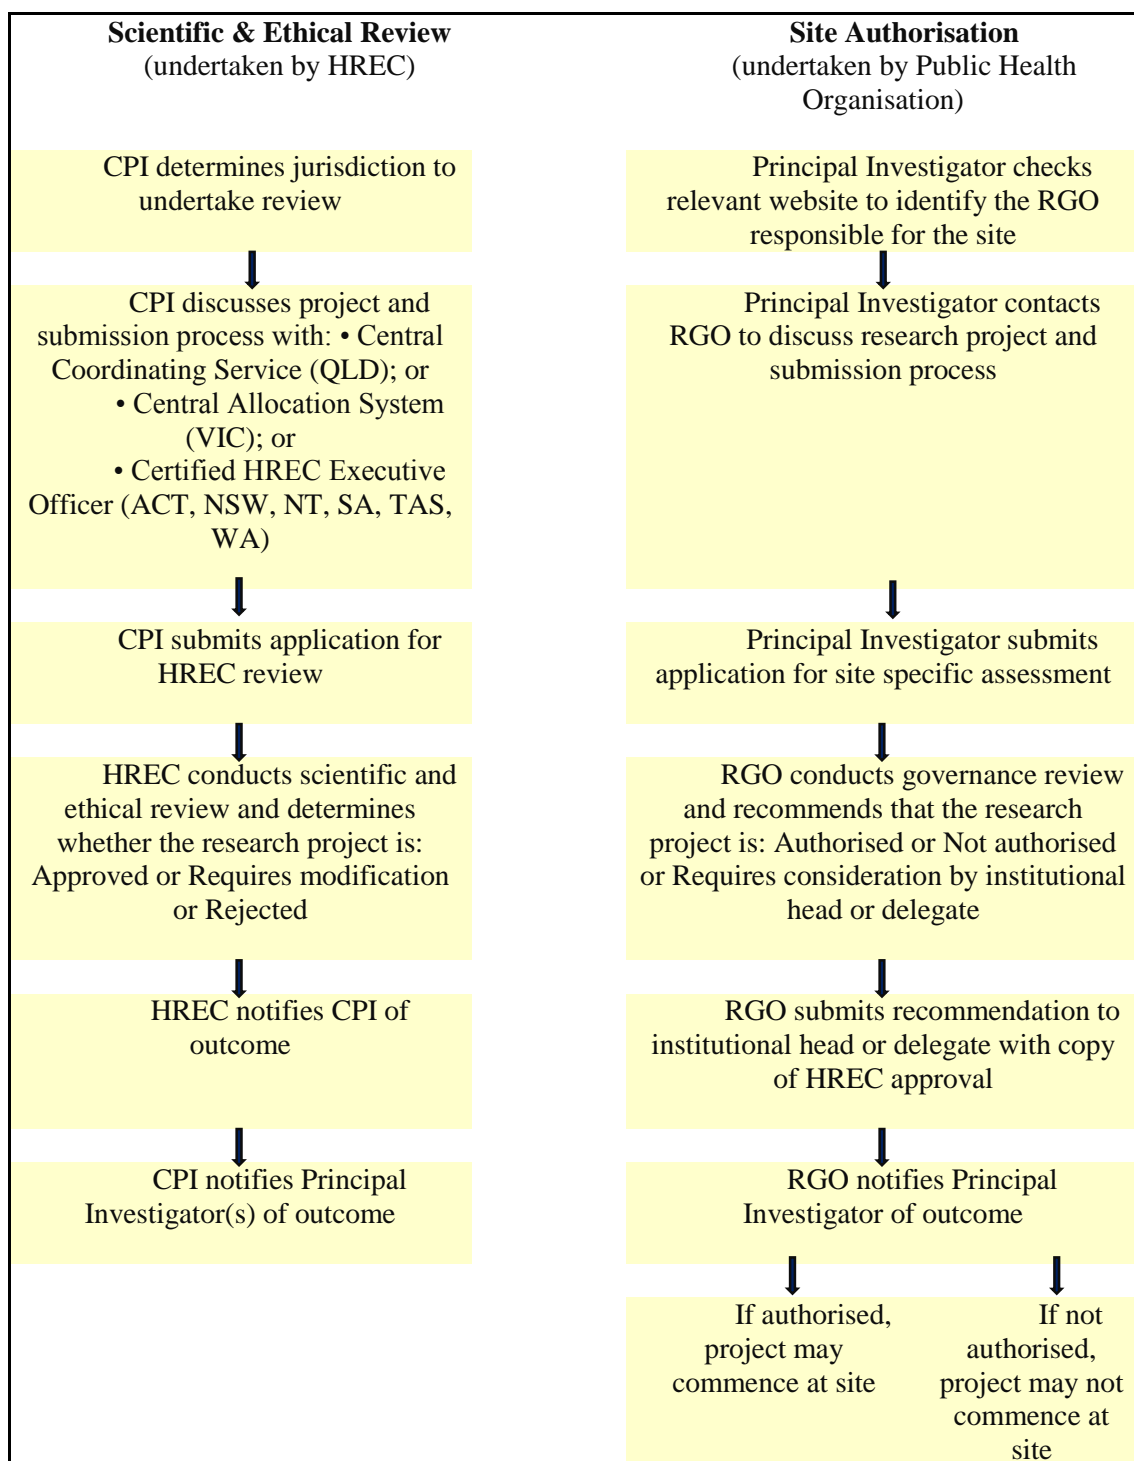 Scientific & Ethical Review
(undertaken by HREC)
CPI determines jurisdiction to
undertake review
CPI discusses project and
submission process with: • Central
Coordinating Service (QLD); or
• Central Allocation System
(VIC); or
• Certified HREC Executive
Officer (ACT, NSW, NT, SA, TAS,
WA)
CPI submits application for
HREC review
HREC conducts scientific and
ethical review and determines
whether the research project is:
Approved or Requires modification
or Rejected
HREC notifies CPI of
outcome
CPI notifies Principal
Investigator(s) of outcome
Site Authorisation
(undertaken by Public Health
Organisation)
Principal Investigator checks
relevant website to identify the RGO
responsible for the site
Principal Investigator contacts
RGO to discuss research project and
submission process
Principal Investigator submits
application for site specific assessment
RGO conducts governance review
and recommends that the research
project is: Authorised or Not authorised
or Requires consideration by institutional
head or delegate
RGO submits recommendation to
institutional head or delegate with copy
of HREC approval
RGO notifies Principal
Investigator of outcome
If authorised,
project may
commence at site
If not
authorised,
project may not
commence at
site